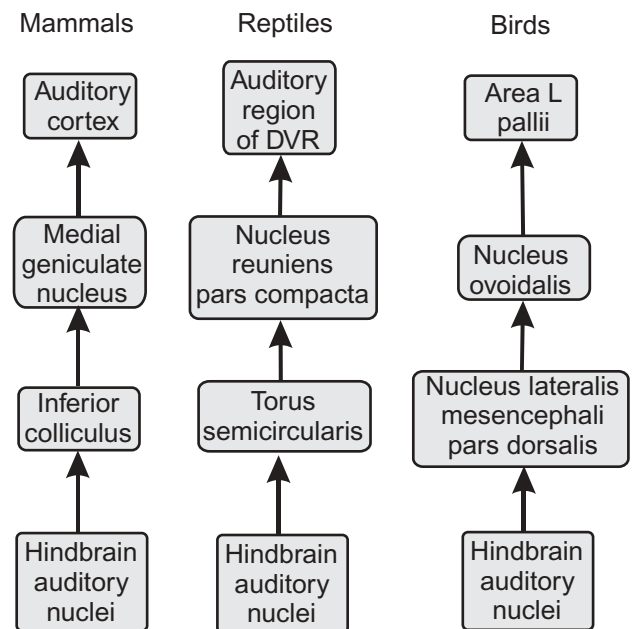 Mammals
Auditory
cortex
Medial
geniculate
nucleus
Inferior
colliculus
Hindbrain
auditory
nuclei
Reptiles
Auditory
region
of DVR
Nucleus
reuniens
pars compacta
Torus
semicircularis
Hindbrain
auditory
nuclei
Birds
Area L
pallii
Nucleus
ovoidalis
Nucleus lateralis
mesencephali
pars dorsalis
Hindbrain
auditory
nuclei